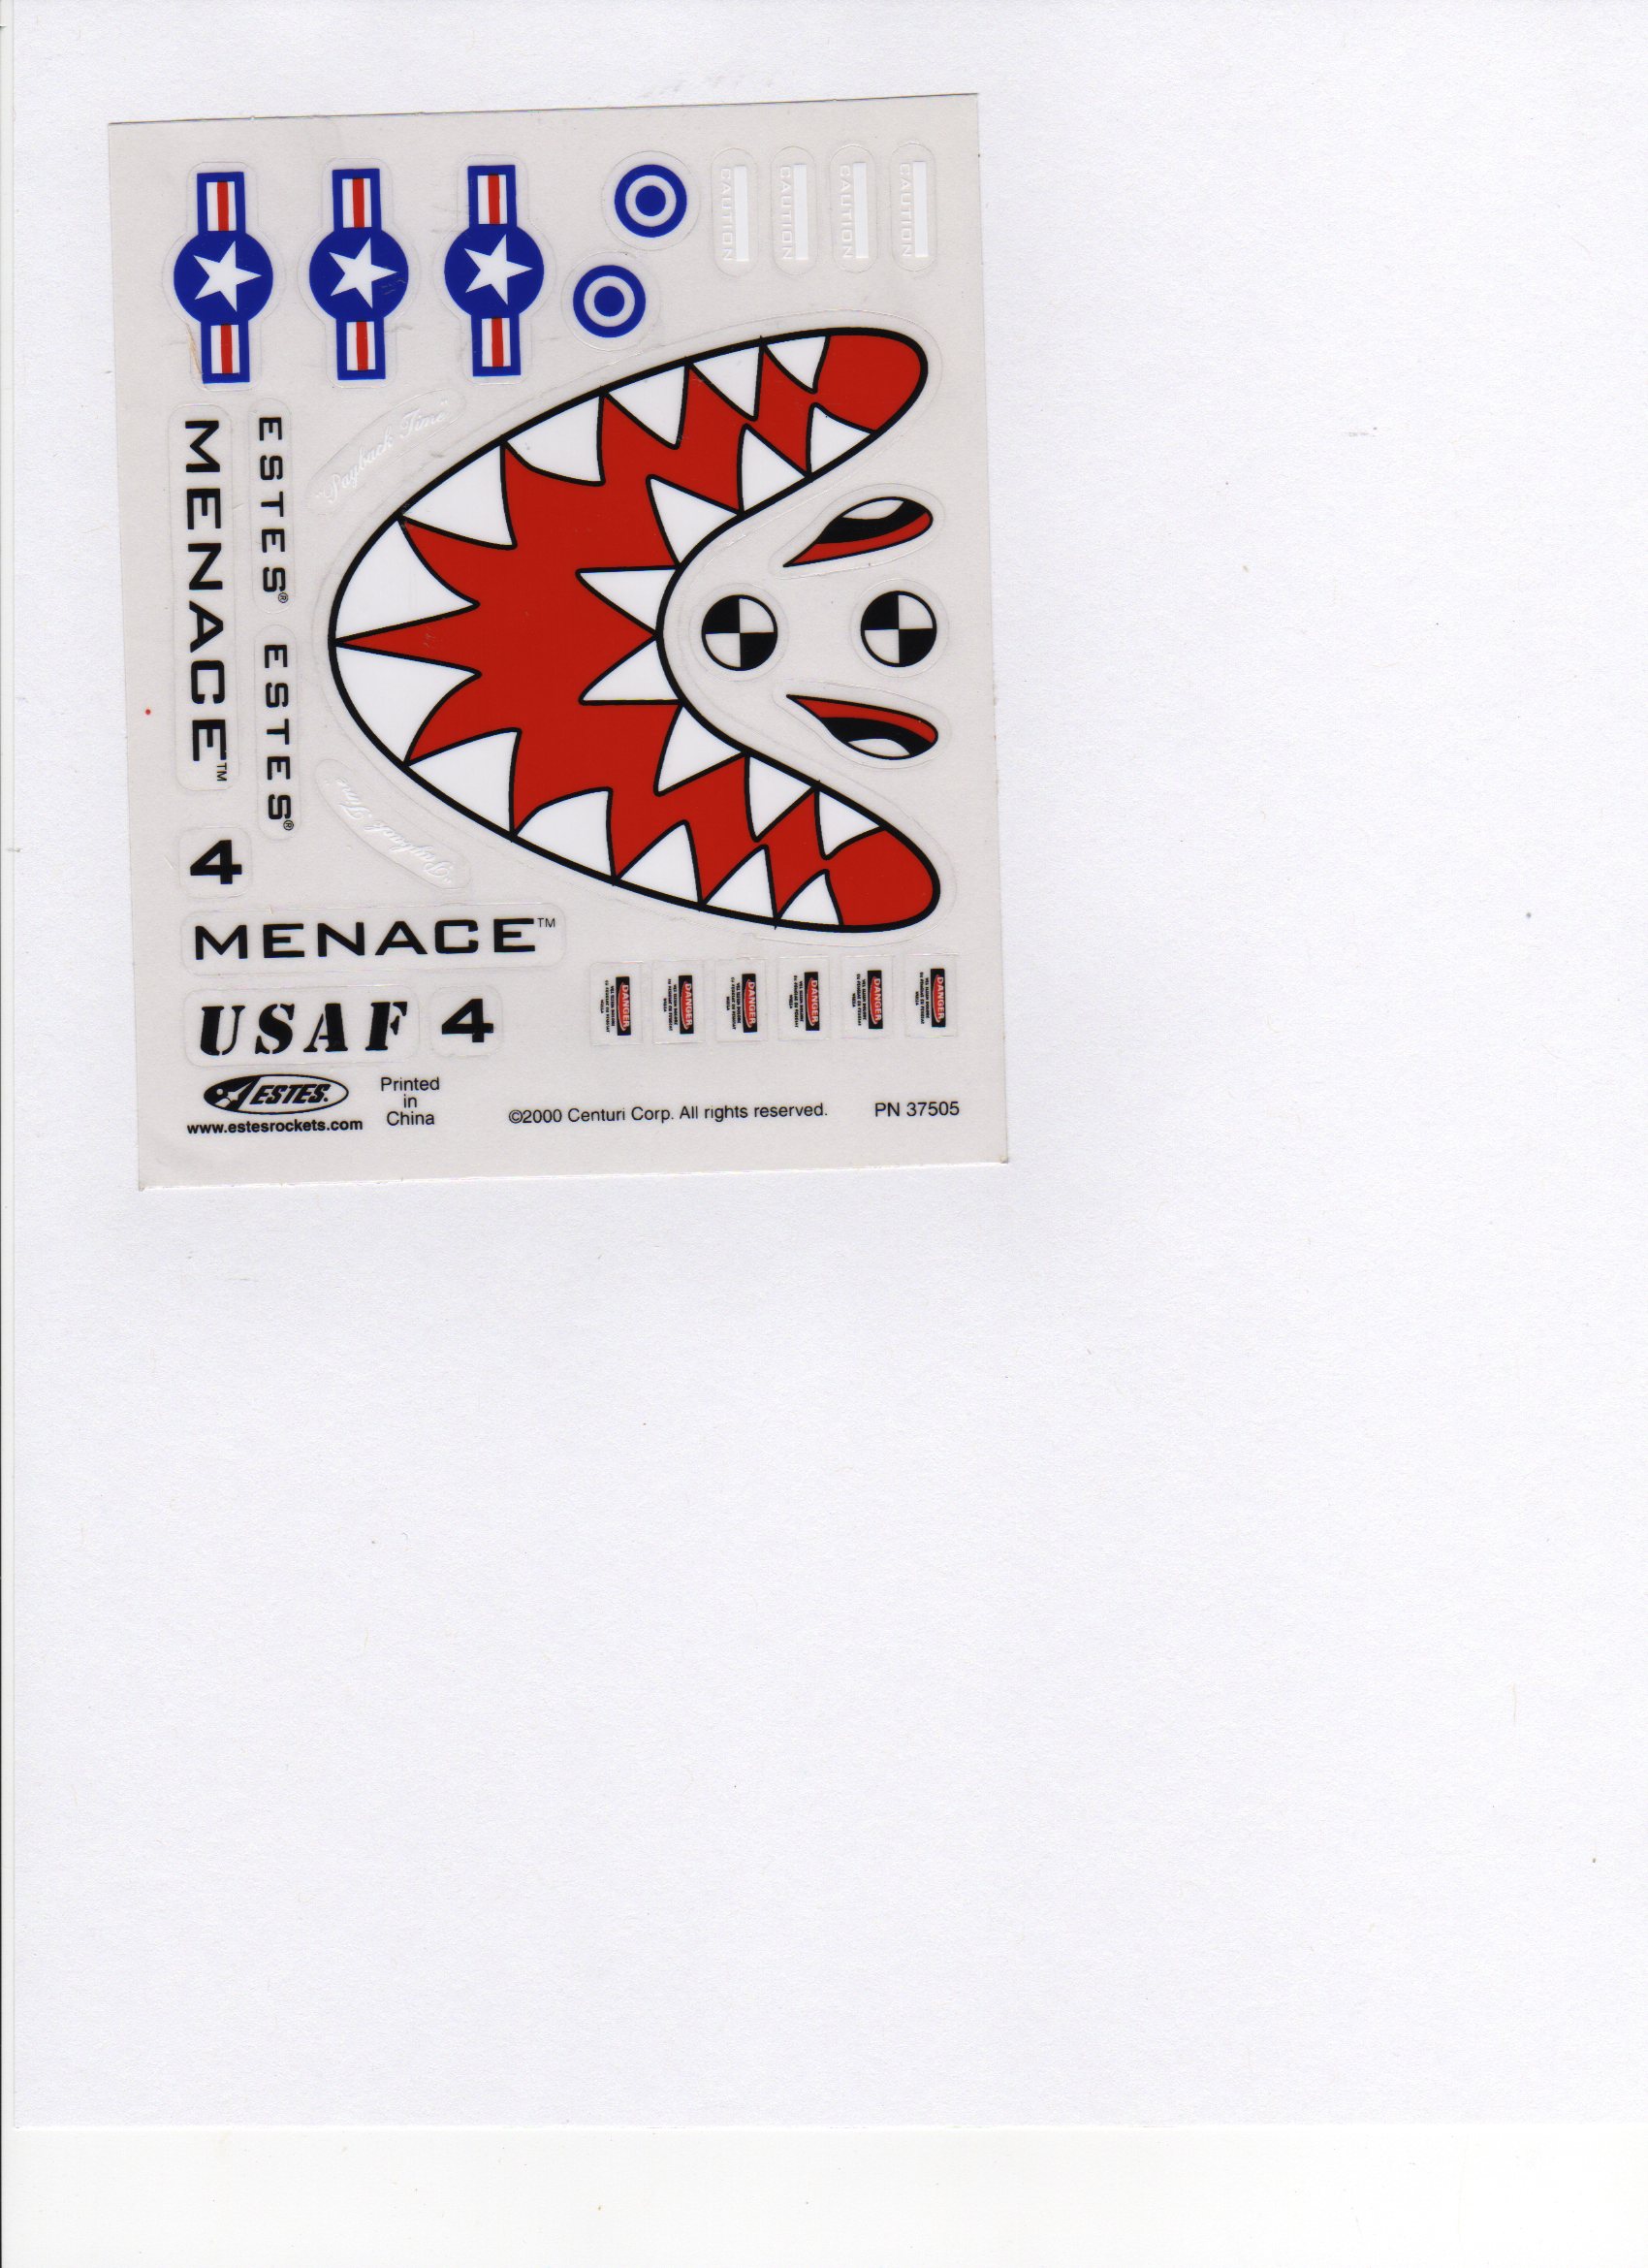 CAUTION
CAUTION
CAUTION
CAUTION
"Payback Time"
MENACE™
ESTES®
ESTES®
"Payback Time"
4
MENACE™
USAF
4
DANGER
DANGER
DANGER
DANGER
DANGER
DANGER
ESTES.
www.estesrockets.com
Printed
in
China
©2000 Centuri Corp. All rights reserved.
PN 37505